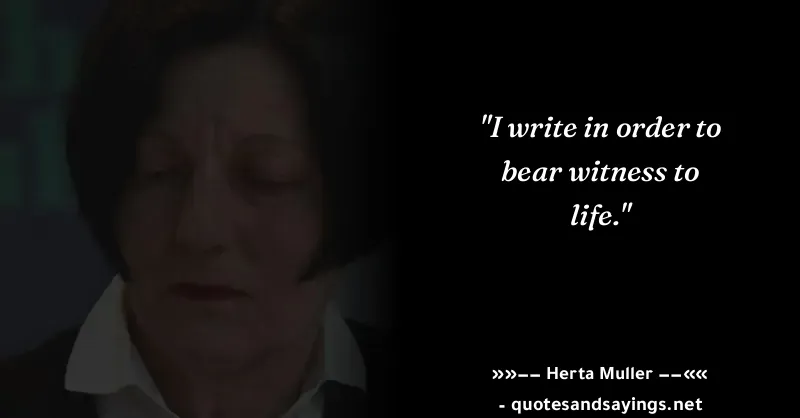 "I write in order to
bear witness to
life."
»»−− Herta Muller −−««
- quotesandsayings.net